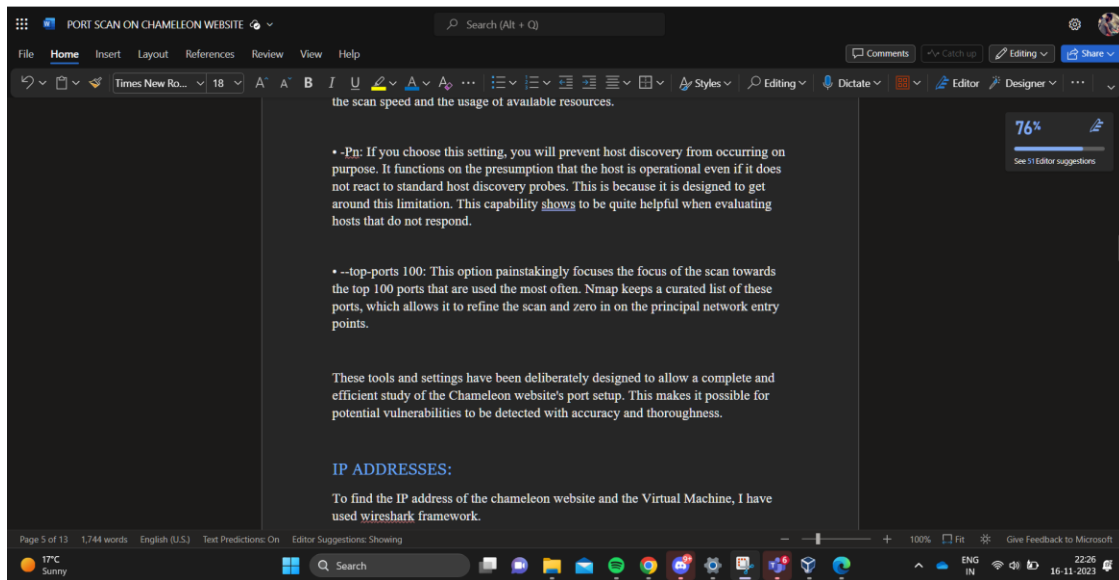 PORT SCAN ON CHAMELEON WEBSITE
Search (Alt + Q)
File Home Insert Layout References Review View Help
Comments Catch up Editing Share
Times New Ro... 18 A A B I U A Styles Editing Dictate Editor Designer ...
the scan speed and the usage of available resources.
76%
See 51 Editor suggestions
• -Pn: If you choose this setting, you will prevent host discovery from occurring on
purpose. It functions on the presumption that the host is operational even if it does
not react to standard host discovery probes. This is because it is designed to get
around this limitation. This capability shows to be quite helpful when evaluating
hosts that do not respond.
• --top-ports 100: This option painstakingly focuses the focus of the scan towards
the top 100 ports that are used the most often. Nmap keeps a curated list of these
ports, which allows it to refine the scan and zero in on the principal network entry
points.
These tools and settings have been deliberately designed to allow a complete and
efficient study of the Chameleon website's port setup. This makes it possible for
potential vulnerabilities to be detected with accuracy and thoroughness.
IP ADDRESSES:
To find the IP address of the chameleon website and the Virtual Machine, I have
used wireshark framework.
Page 5 of 13 1,744 words English (U.S.) Text Predictions: On Editor Suggestions: Showing 100% Fit Give Feedback to Microsoft
17°C
Sunny
Search
ENG
IN
22:26
16-11-2023